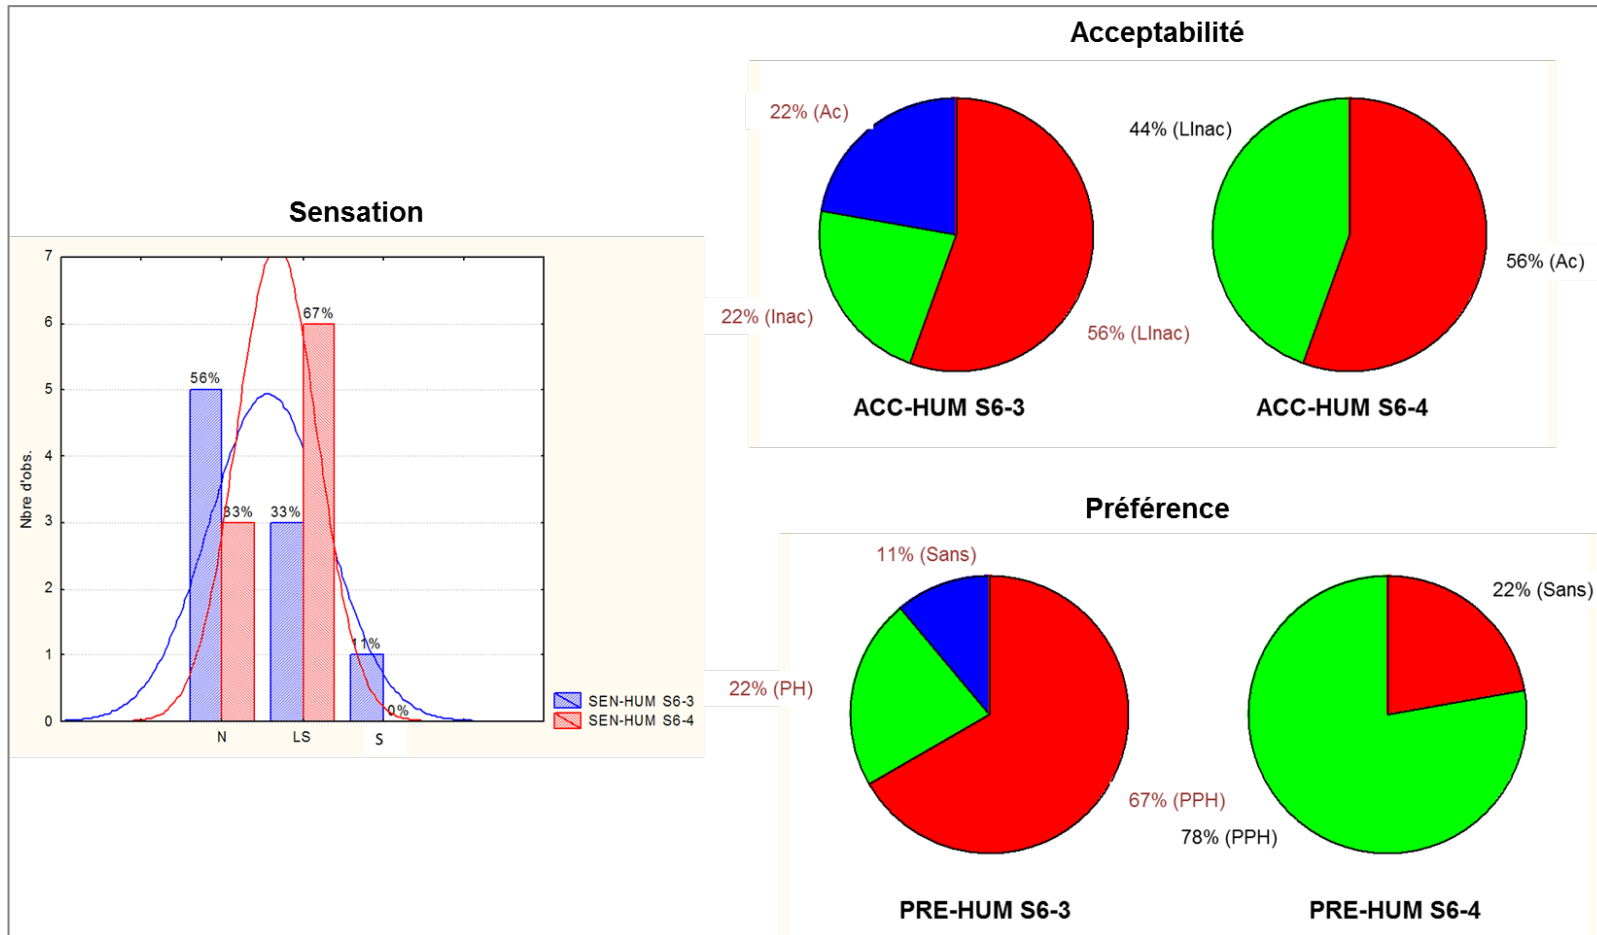 Acceptabilité
22% (Ac)
44% (LInac)
56% (Ac)
22% (Inac)
56% (LInac)
ACC-HUM S6-3
ACC-HUM S6-4
Sensation
Nbre d'obs.
7
6
5
4
3
2
1
0
56%
33%
33%
67%
11%
0%
N
LS
S
SEN-HUM S6-3
SEN-HUM S6-4
Préférence
11% (Sans)
22% (Sans)
22% (PH)
67% (PPH)
78% (PPH)
PRE-HUM S6-3
PRE-HUM S6-4